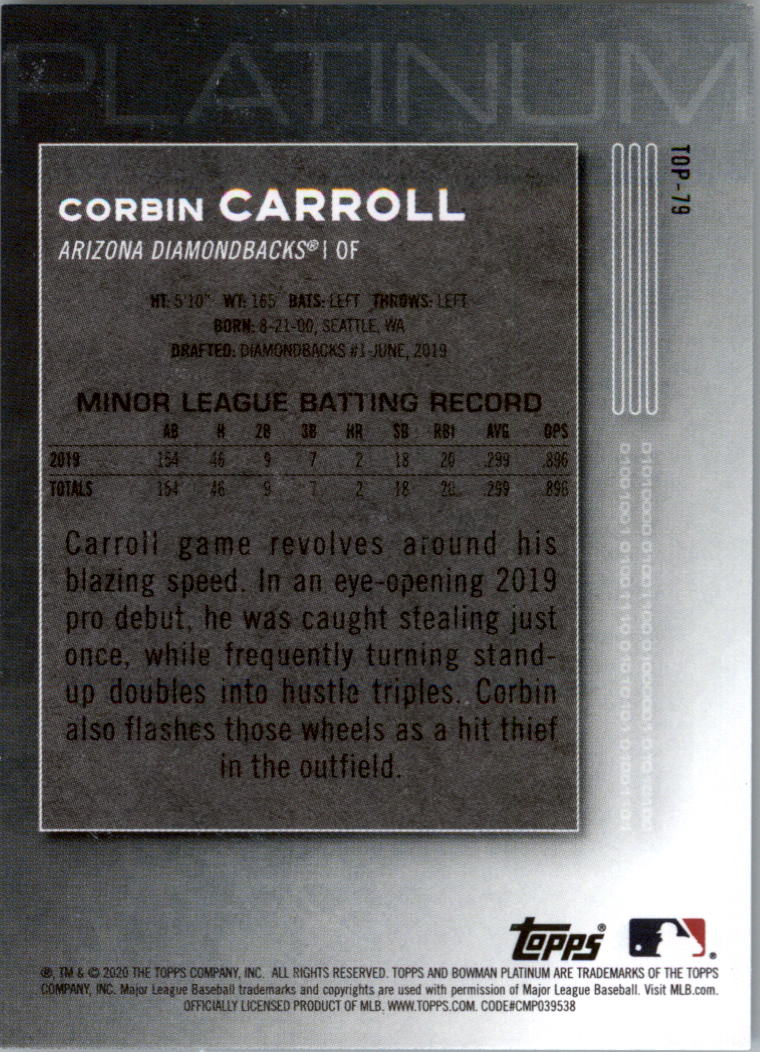 PLATINUM
TOP-79
CORBIN CARROLL
ARIZONA DIAMONDBACKS® | OF
HT: 5'10" WT: 165 BATS: LEFT THROWS: LEFT
BORN: 8-21-00, SEATTLE, WA
DRAFTED: DIAMONDBACKS #1-JUNE, 2019
MINOR LEAGUE BATTING RECORD
AB H 2B 3B HR SB RBI AVG OPS
2019 154 46 9 7 2 18 20 .299 .896
TOTALS 154 46 9 7 2 18 20 .299 .896
Carroll game revolves around his
blazing speed. In an eye-opening 2019
pro debut, he was caught stealing just
once, while frequently turning stand-
up doubles into hustle triples. Corbin
also flashes those wheels as a hit thief
in the outfield.
Topps®
®, TM & © 2020 THE TOPPS COMPANY, INC. ALL RIGHTS RESERVED. TOPPS AND BOWMAN PLATINUM ARE TRADEMARKS OF THE TOPPS
COMPANY, INC. Major League Baseball trademarks and copyrights are used with permission of Major League Baseball. Visit MLB.com.
OFFICIALLY LICENSED PRODUCT OF MLB. WWW.TOPPS.COM. CODE#CMP039538